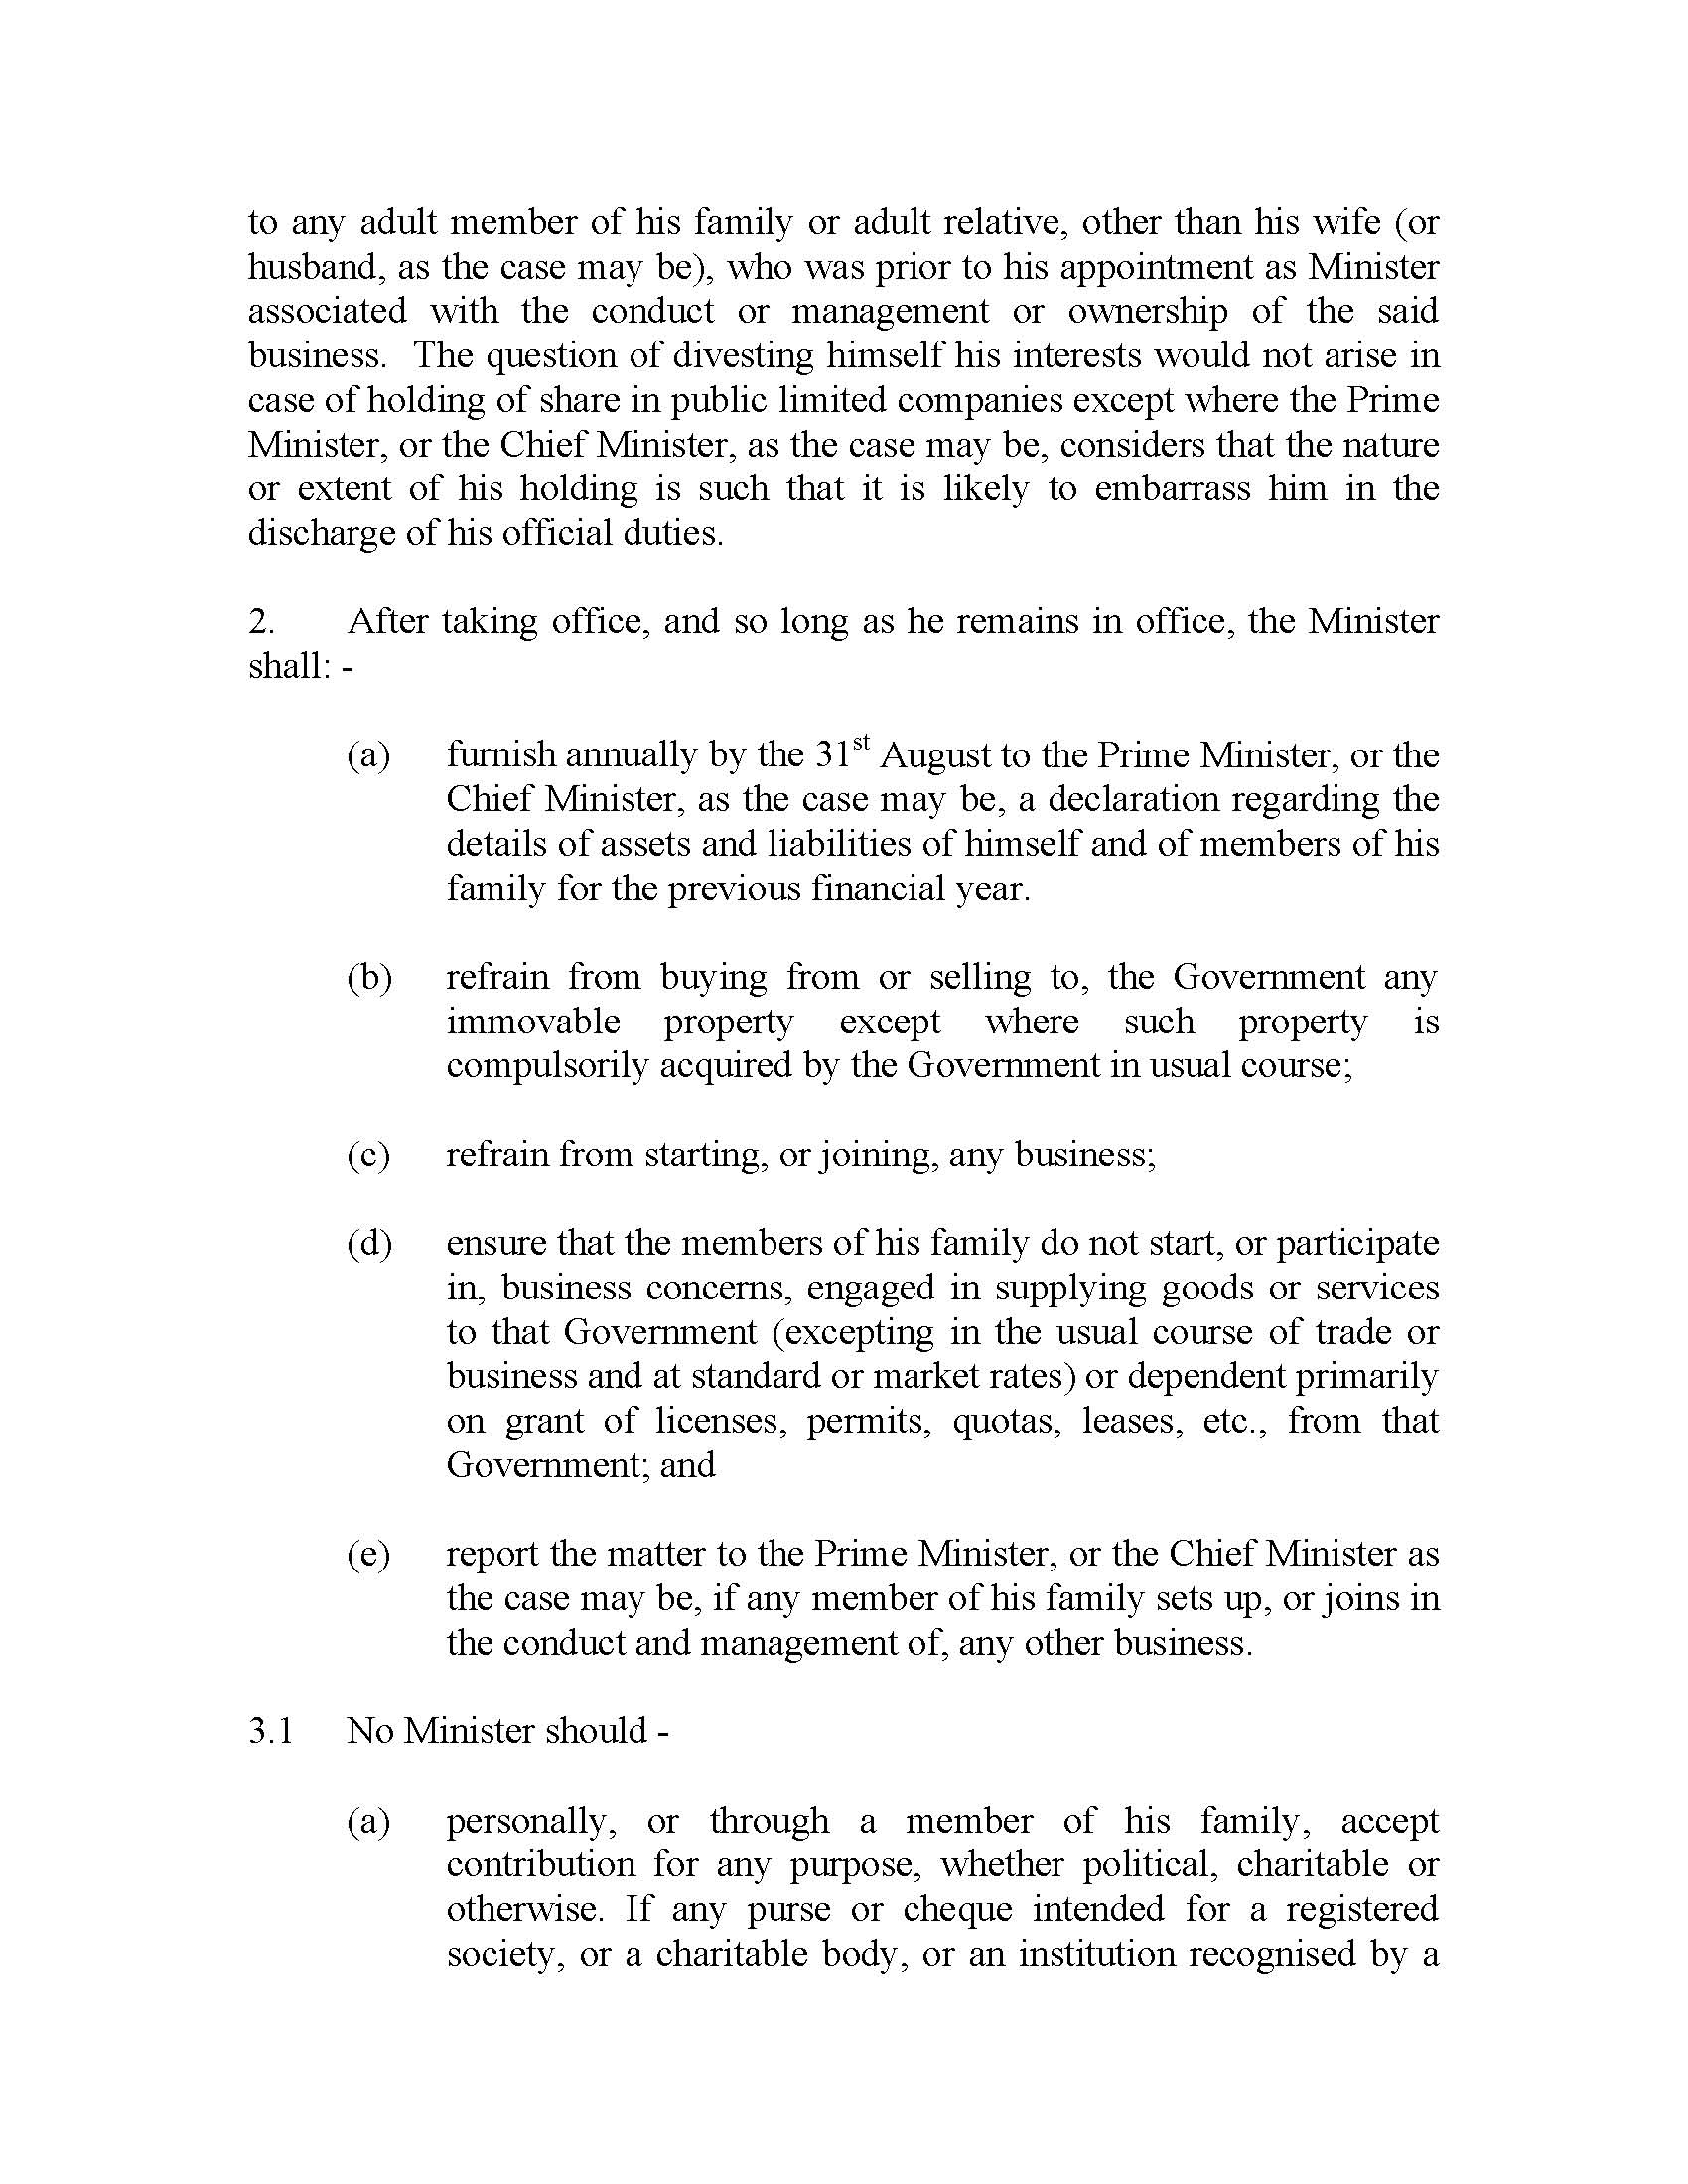 to any adult member of his family or adult relative, other than his wife (or
husband, as the case may be), who was prior to his appointment as Minister
associated with the conduct or management or ownership of the said
business.  The question of divesting himself his interests would not arise in
case of holding of share in public limited companies except where the Prime
Minister, or the Chief Minister, as the case may be, considers that the nature
or extent of his holding is such that it is likely to embarrass him in the
discharge of his official duties.
2. After taking office, and so long as he remains in office, the Minister
shall: -
(a) furnish annually by the 31st August to the Prime Minister, or the
Chief Minister, as the case may be, a declaration regarding the
details of assets and liabilities of himself and of members of his
family for the previous financial year.
(b) refrain from buying from or selling to, the Government any
immovable property except where such property is
compulsorily acquired by the Government in usual course;
(c) refrain from starting, or joining, any business;
(d) ensure that the members of his family do not start, or participate
in, business concerns, engaged in supplying goods or services
to that Government (excepting in the usual course of trade or
business and at standard or market rates) or dependent primarily
on grant of licenses, permits, quotas, leases, etc., from that
Government; and
(e) report the matter to the Prime Minister, or the Chief Minister as
the case may be, if any member of his family sets up, or joins in
the conduct and management of, any other business.
3.1 No Minister should -
(a) personally, or through a member of his family, accept
contribution for any purpose, whether political, charitable or
otherwise. If any purse or cheque intended for a registered
society, or a charitable body, or an institution recognised by a